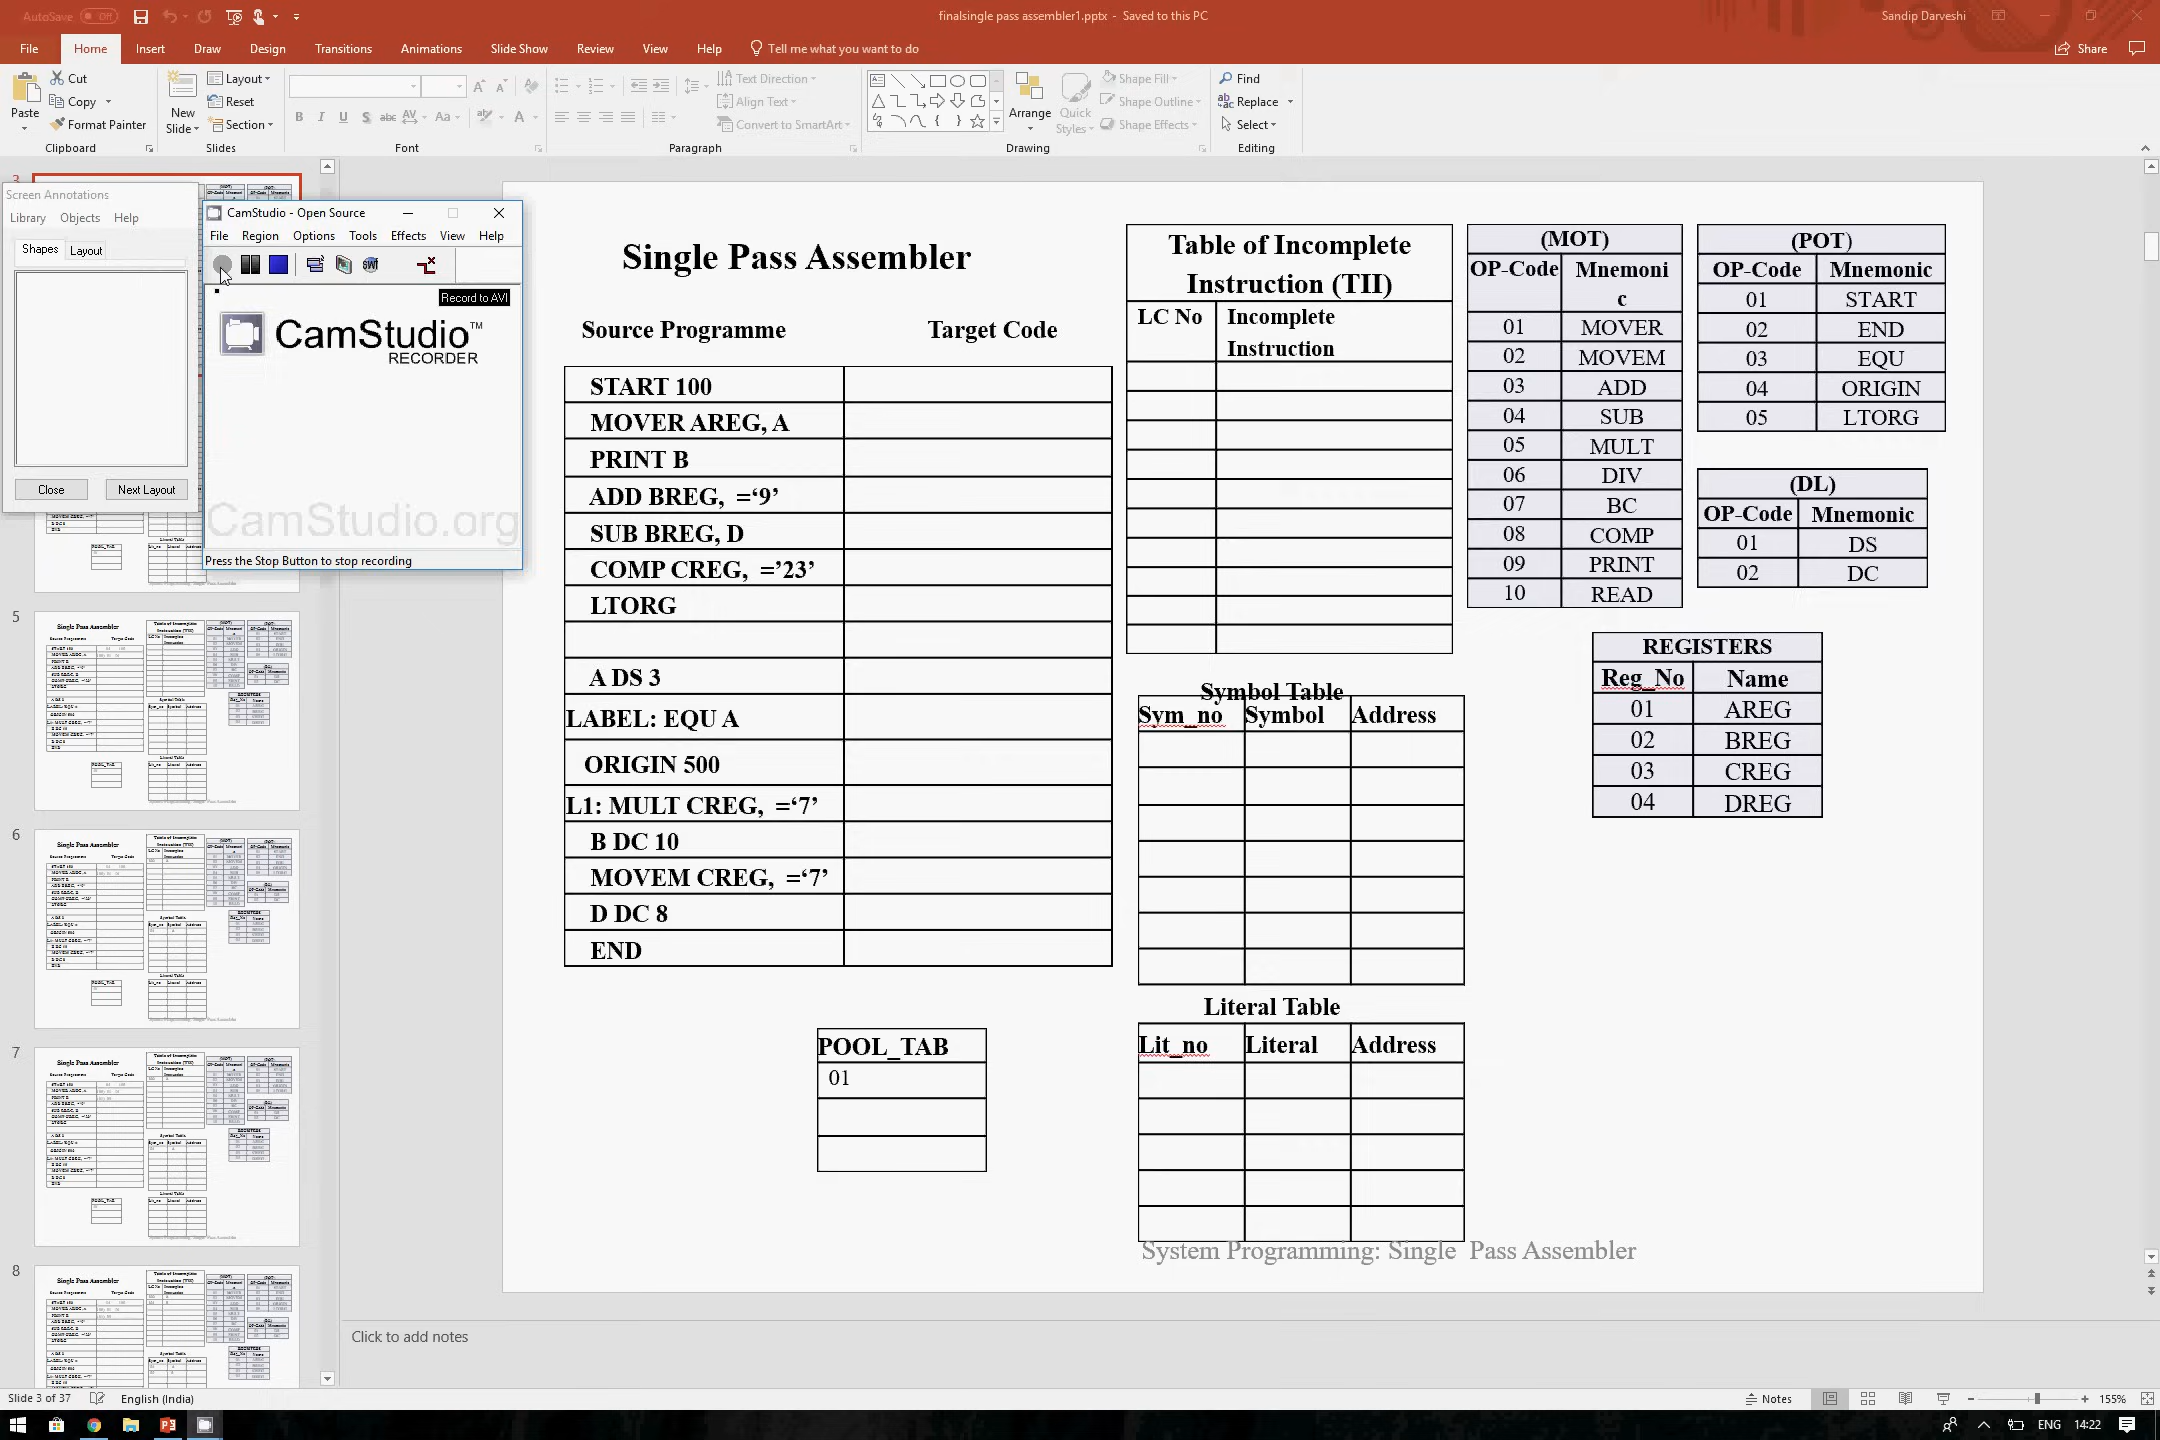 AutoSave Off
finalsingle pass assembler1.pptx - Saved to this PC
Sandip Darveshi
File Home Insert Draw Design Transitions Animations Slide Show Review View Help Tell me what you want to do
Share
Paste
Cut
Copy
Format Painter
Clipboard
New Slide
Layout
Reset
Section
Slides
B I U S abc AV Aa A
Font
Text Direction
Align Text
Convert to SmartArt
Paragraph
Arrange
Quick Styles
Shape Fill
Shape Outline
Shape Effects
Drawing
Find
Replace
Select
Editing
3
Screen Annotations
Library Objects Help
Shapes Layout
Close Next Layout
CamStudio - Open Source
File Region Options Tools Effects View Help
Record to AVI
CamStudio™
RECORDER
CamStudio.org
Press the Stop Button to stop recording
5
6
7
8
Single Pass Assembler
Source Programme Target Code
START 100
MOVER AREG, A
PRINT B
ADD BREG, =‘9’
SUB BREG, D
COMP CREG, =’23’
LTORG
A DS 3
LABEL: EQU A
ORIGIN 500
L1: MULT CREG, =‘7’
B DC 10
MOVEM CREG, =‘7’
D DC 8
END
POOL_TAB
01
Table of Incomplete
Instruction (TII)
LC No Incomplete
Instruction
Symbol Table
Sym_no Symbol Address
Literal Table
Lit_no Literal Address
(MOT)
OP-Code Mnemoni
c
01 MOVER
02 MOVEM
03 ADD
04 SUB
05 MULT
06 DIV
07 BC
08 COMP
09 PRINT
10 READ
(POT)
OP-Code Mnemonic
01 START
02 END
03 EQU
04 ORIGIN
05 LTORG
(DL)
OP-Code Mnemonic
01 DS
02 DC
REGISTERS
Reg_No Name
01 AREG
02 BREG
03 CREG
04 DREG
System Programming: Single Pass Assembler
Click to add notes
Slide 3 of 37 English (India)
Notes
155%
ENG 14:22